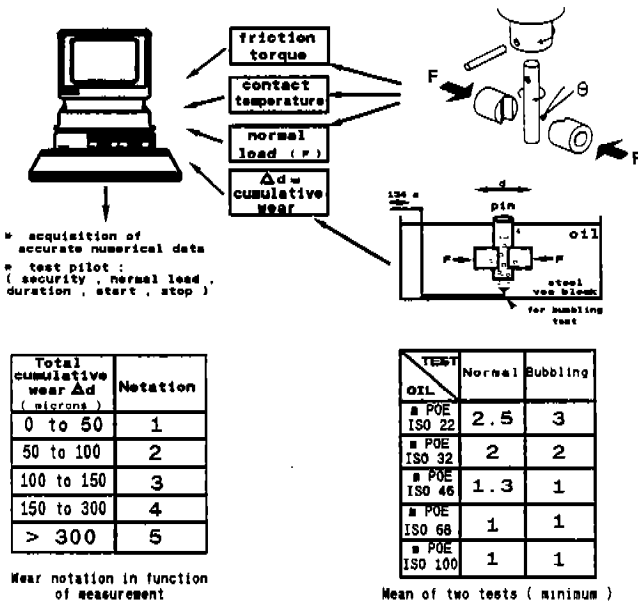 friction
torque
contact
temperature
normal
load ( F )
Δd =
cumulative
wear
F
θ
F
* acquisition of
accurate numerical data
* test pilot :
( security , normal load ,
duration , start , stop )
134 a
d
pin
oil
F
F
steel
vee block
for bubbling
test
Total
cumulative
wear Δd
( microns )
Notation
0 to 50
1
50 to 100
2
100 to 150
3
150 to 300
4
> 300
5
Wear notation in function
of measurement
TEST
OIL
Normal
Bubbling
POE
ISO 22
2.5
3
POE
ISO 32
2
2
POE
ISO 46
1.3
1
POE
ISO 68
1
1
POE
ISO 100
1
1
Mean of two tests ( minimum )